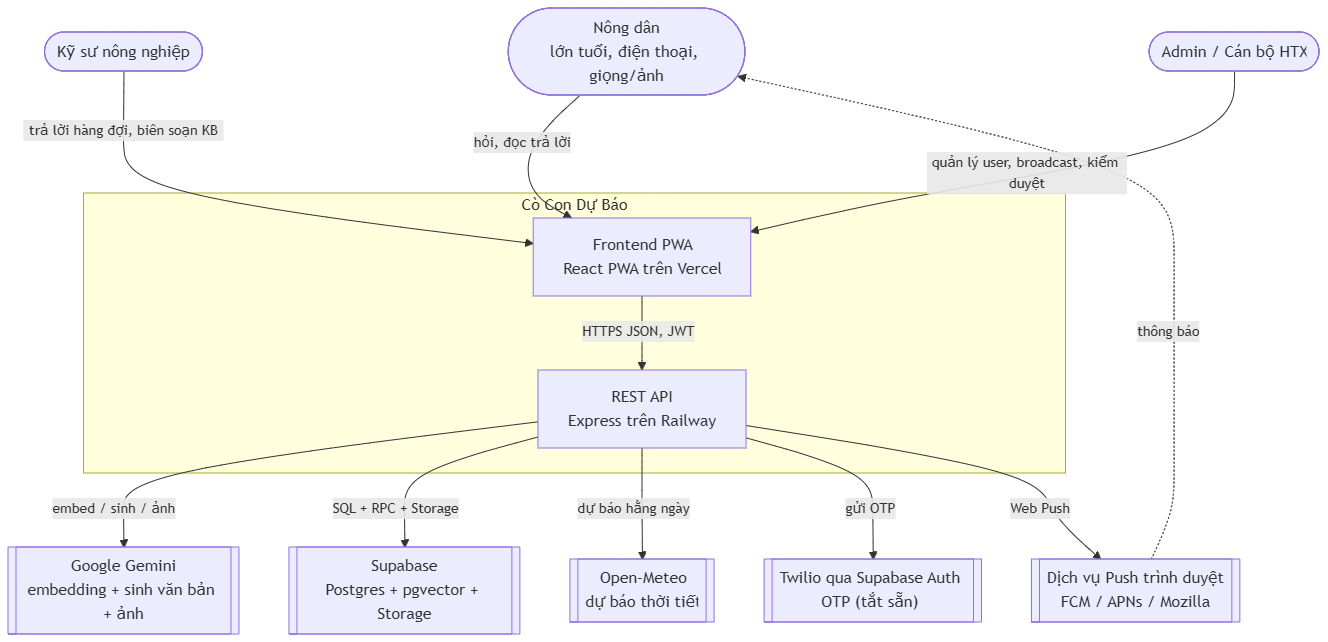 Kỹ sư nông nghiệp
Nông dân
lớn tuổi, điện thoại,
giọng/ảnh
Admin / Cán bộ HTX
trả lời hàng đợi, biên soạn KB
hỏi, đọc trả lời
quản lý user, broadcast, kiểm
duyệt
Cò Con Dự Báo
Frontend PWA
React PWA trên Vercel
HTTPS JSON, JWT
thông báo
REST API
Express trên Railway
embed / sinh / ảnh
SQL + RPC + Storage
dự báo hằng ngày
gửi OTP
Web Push
Google Gemini
embedding + sinh văn bản
+ ảnh
Supabase
Postgres + pgvector +
Storage
Open-Meteo
dự báo thời tiết
Twilio qua Supabase Auth
OTP (tắt sẵn)
Dịch vụ Push trình duyệt
FCM / APNs / Mozilla